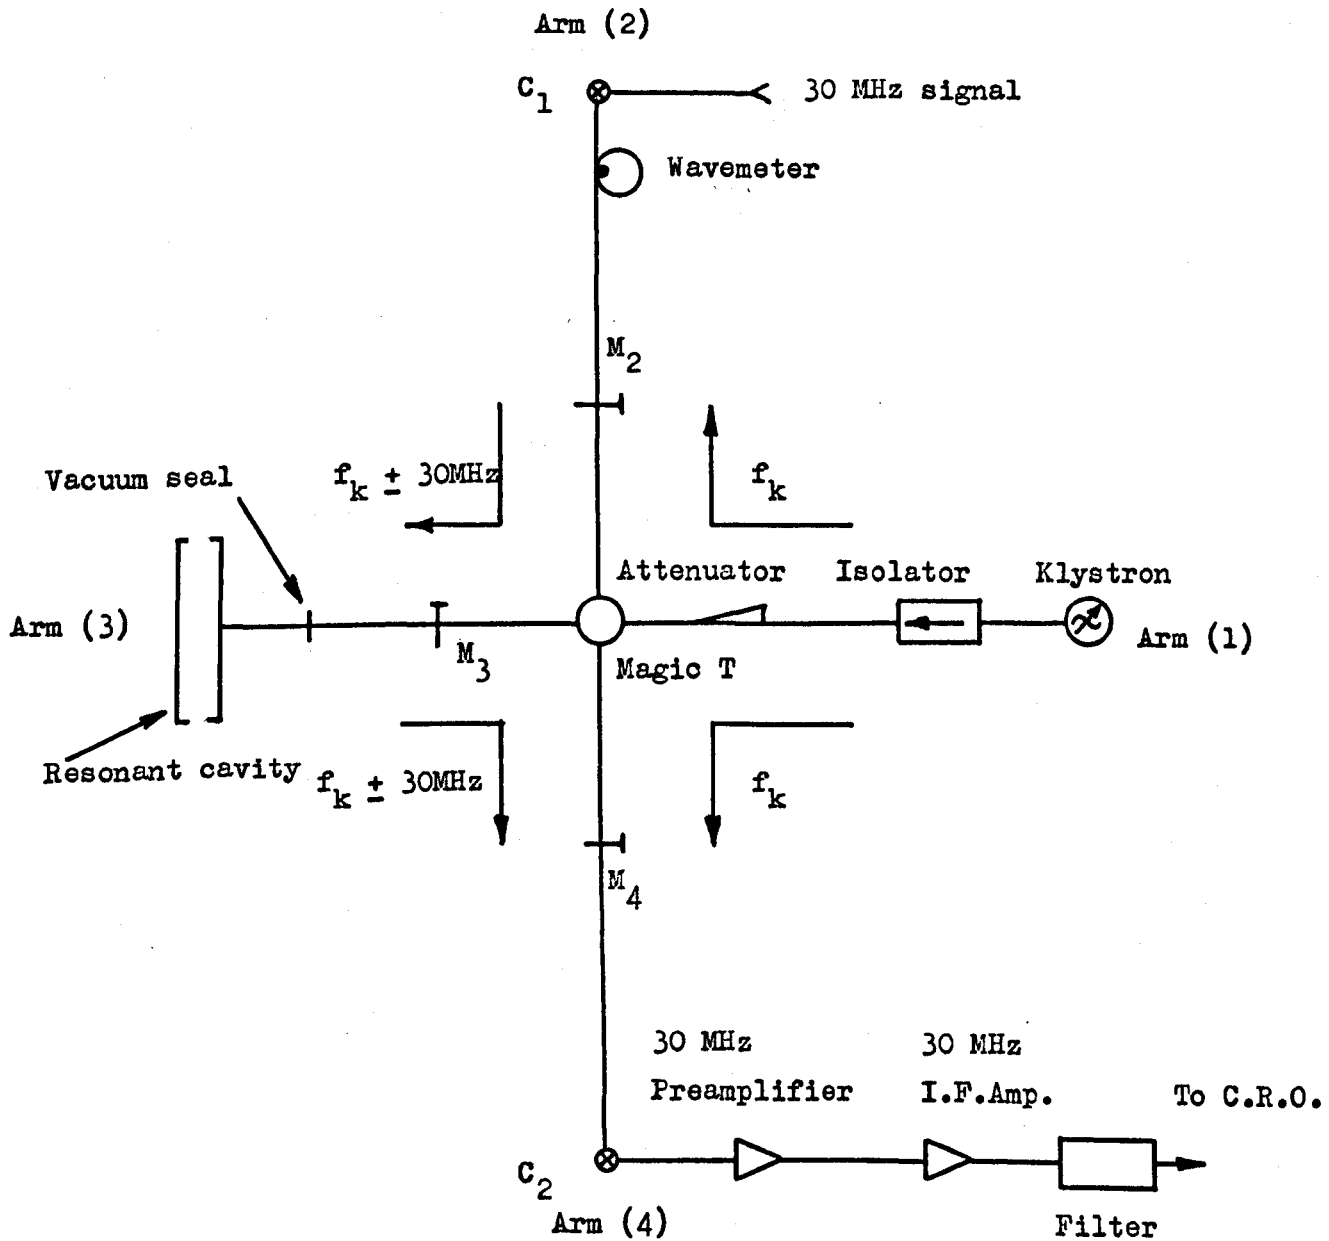 Arm (2)
C1
30 MHz signal
Wavemeter
M2
Vacuum seal
fk ± 30MHz
fk
Attenuator
Isolator
Klystron
Arm (3)
M3
Magic T
Arm (1)
Resonant cavity
fk ± 30MHz
fk
M4
30 MHz
Preamplifier
30 MHz
I.F.Amp.
To C.R.O.
C2
Arm (4)
Filter